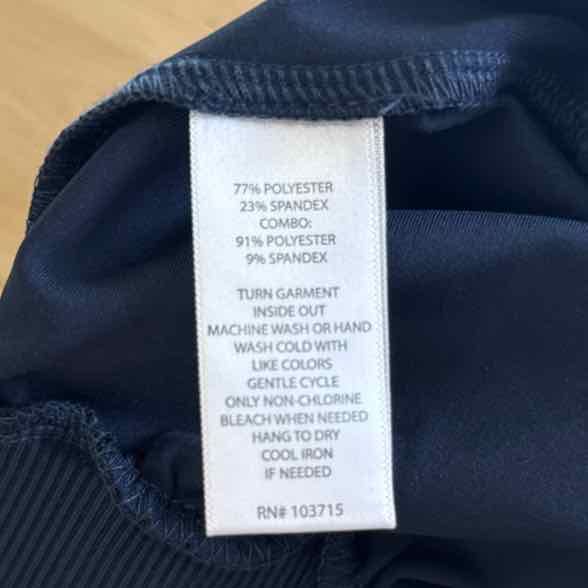 77% POLYESTER
23% SPANDEX
COMBO:
91% POLYESTER
9% SPANDEX
TURN GARMENT
INSIDE OUT
MACHINE WASH OR HAND
WASH COLD WITH
LIKE COLORS
GENTLE CYCLE
ONLY NON-CHLORINE
BLEACH WHEN NEEDED
HANG TO DRY
COOL IRON
IF NEEDED
RN# 103715